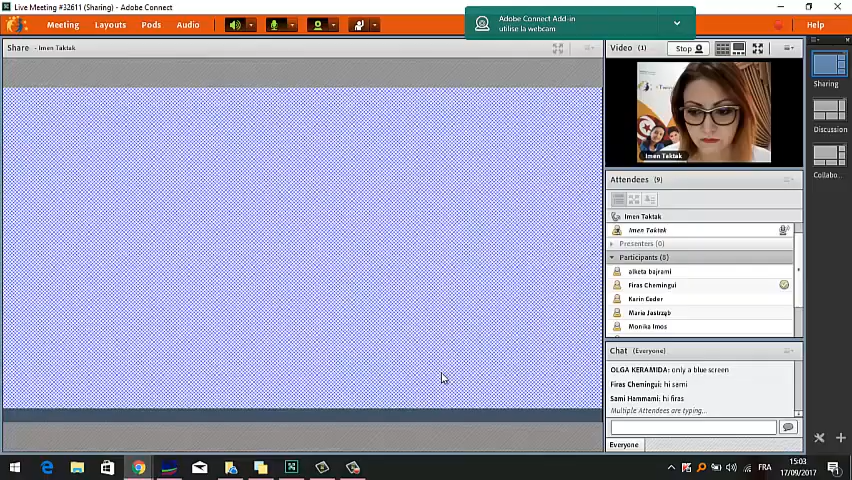 Live Meeting #32611 (Sharing) - Adobe Connect
Meeting Layouts Pods Audio
Adobe Connect Add-in
utilise la webcam
Help
Share - Imen Taktak
Video (1)
Stop
Imen Taktak
Sharing
Discussion
Collabo...
Attendees (9)
Imen Taktak
Imen Taktak
Presenters (0)
Participants (8)
alketa bajrami
Firas Chemingui
Karin Ceder
Maria Jastrząb
Monika Imos
Chat (Everyone)
OLGA KERAMIDA: only a blue screen
Firas Chemingui: hi sami
Sami Hammami: hi firas
Multiple Attendees are typing...
Everyone
FRA
15:03
17/09/2017